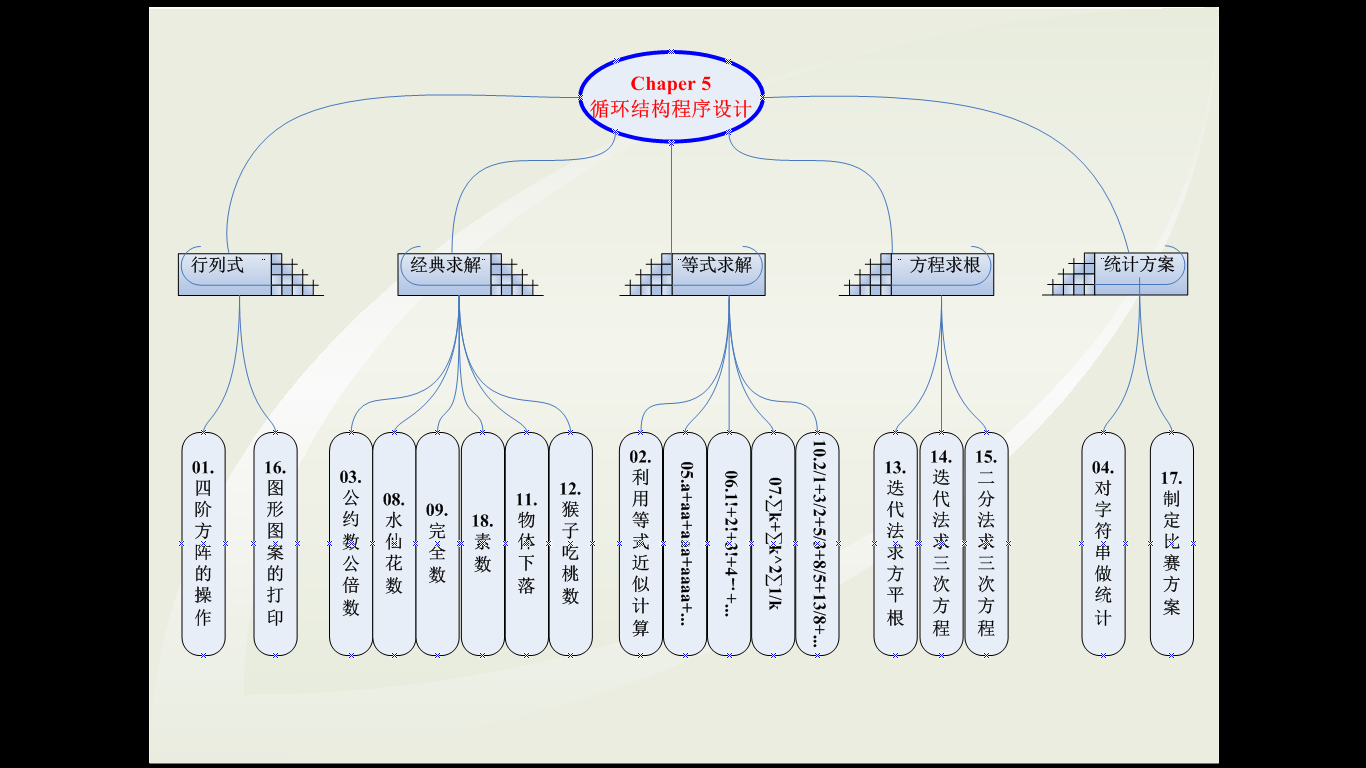 Chaper 5
循环结构程序设计
行列式
经典求解
等式求解
方程求根
统计方案
01.四阶方阵的操作
16.图形图案的打印
03.公约数公倍数
08.水仙花数
09.完全数
18.素数
11.物体下落
12.猴子吃桃数
02.利用等式近似计算
05.a+aa+aaa+aaaa+...
06.1!+2!+3!+4!+...
07.∑k+∑k^2∑1/k
10.2/1+3/2+5/3+8/5+13/8+...
13.迭代法求方平根
14.迭代法求三次方程
15.二分法求三次方程
04.对字符串做统计
17.制定比赛方案